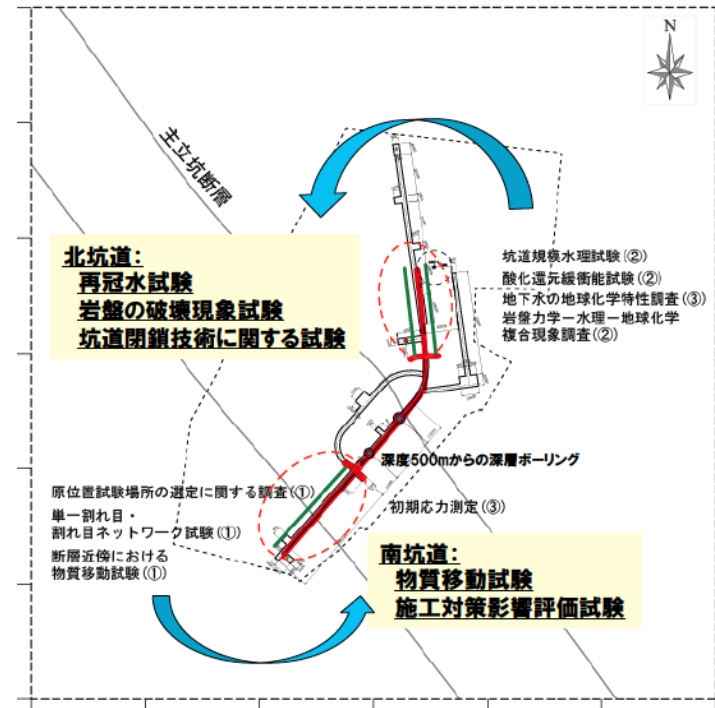 N
主立坑断層
北坑道:
再冠水試験
岩盤の破壊現象試験
坑道閉鎖技術に関する試験
坑道規模水理試験(②)
酸化還元緩衝能試験(②)
地下水の地球化学特性調査(③)
岩盤力学ー水理ー地球化学
複合現象調査(②)
深度500mからの深層ボーリング
原位置試験場所の選定に関する調査(①)
単一割れ目・
割れ目ネットワーク試験(①)
断層近傍における
物質移動試験(①)
初期応力測定(③)
南坑道:
物質移動試験
施工対策影響評価試験